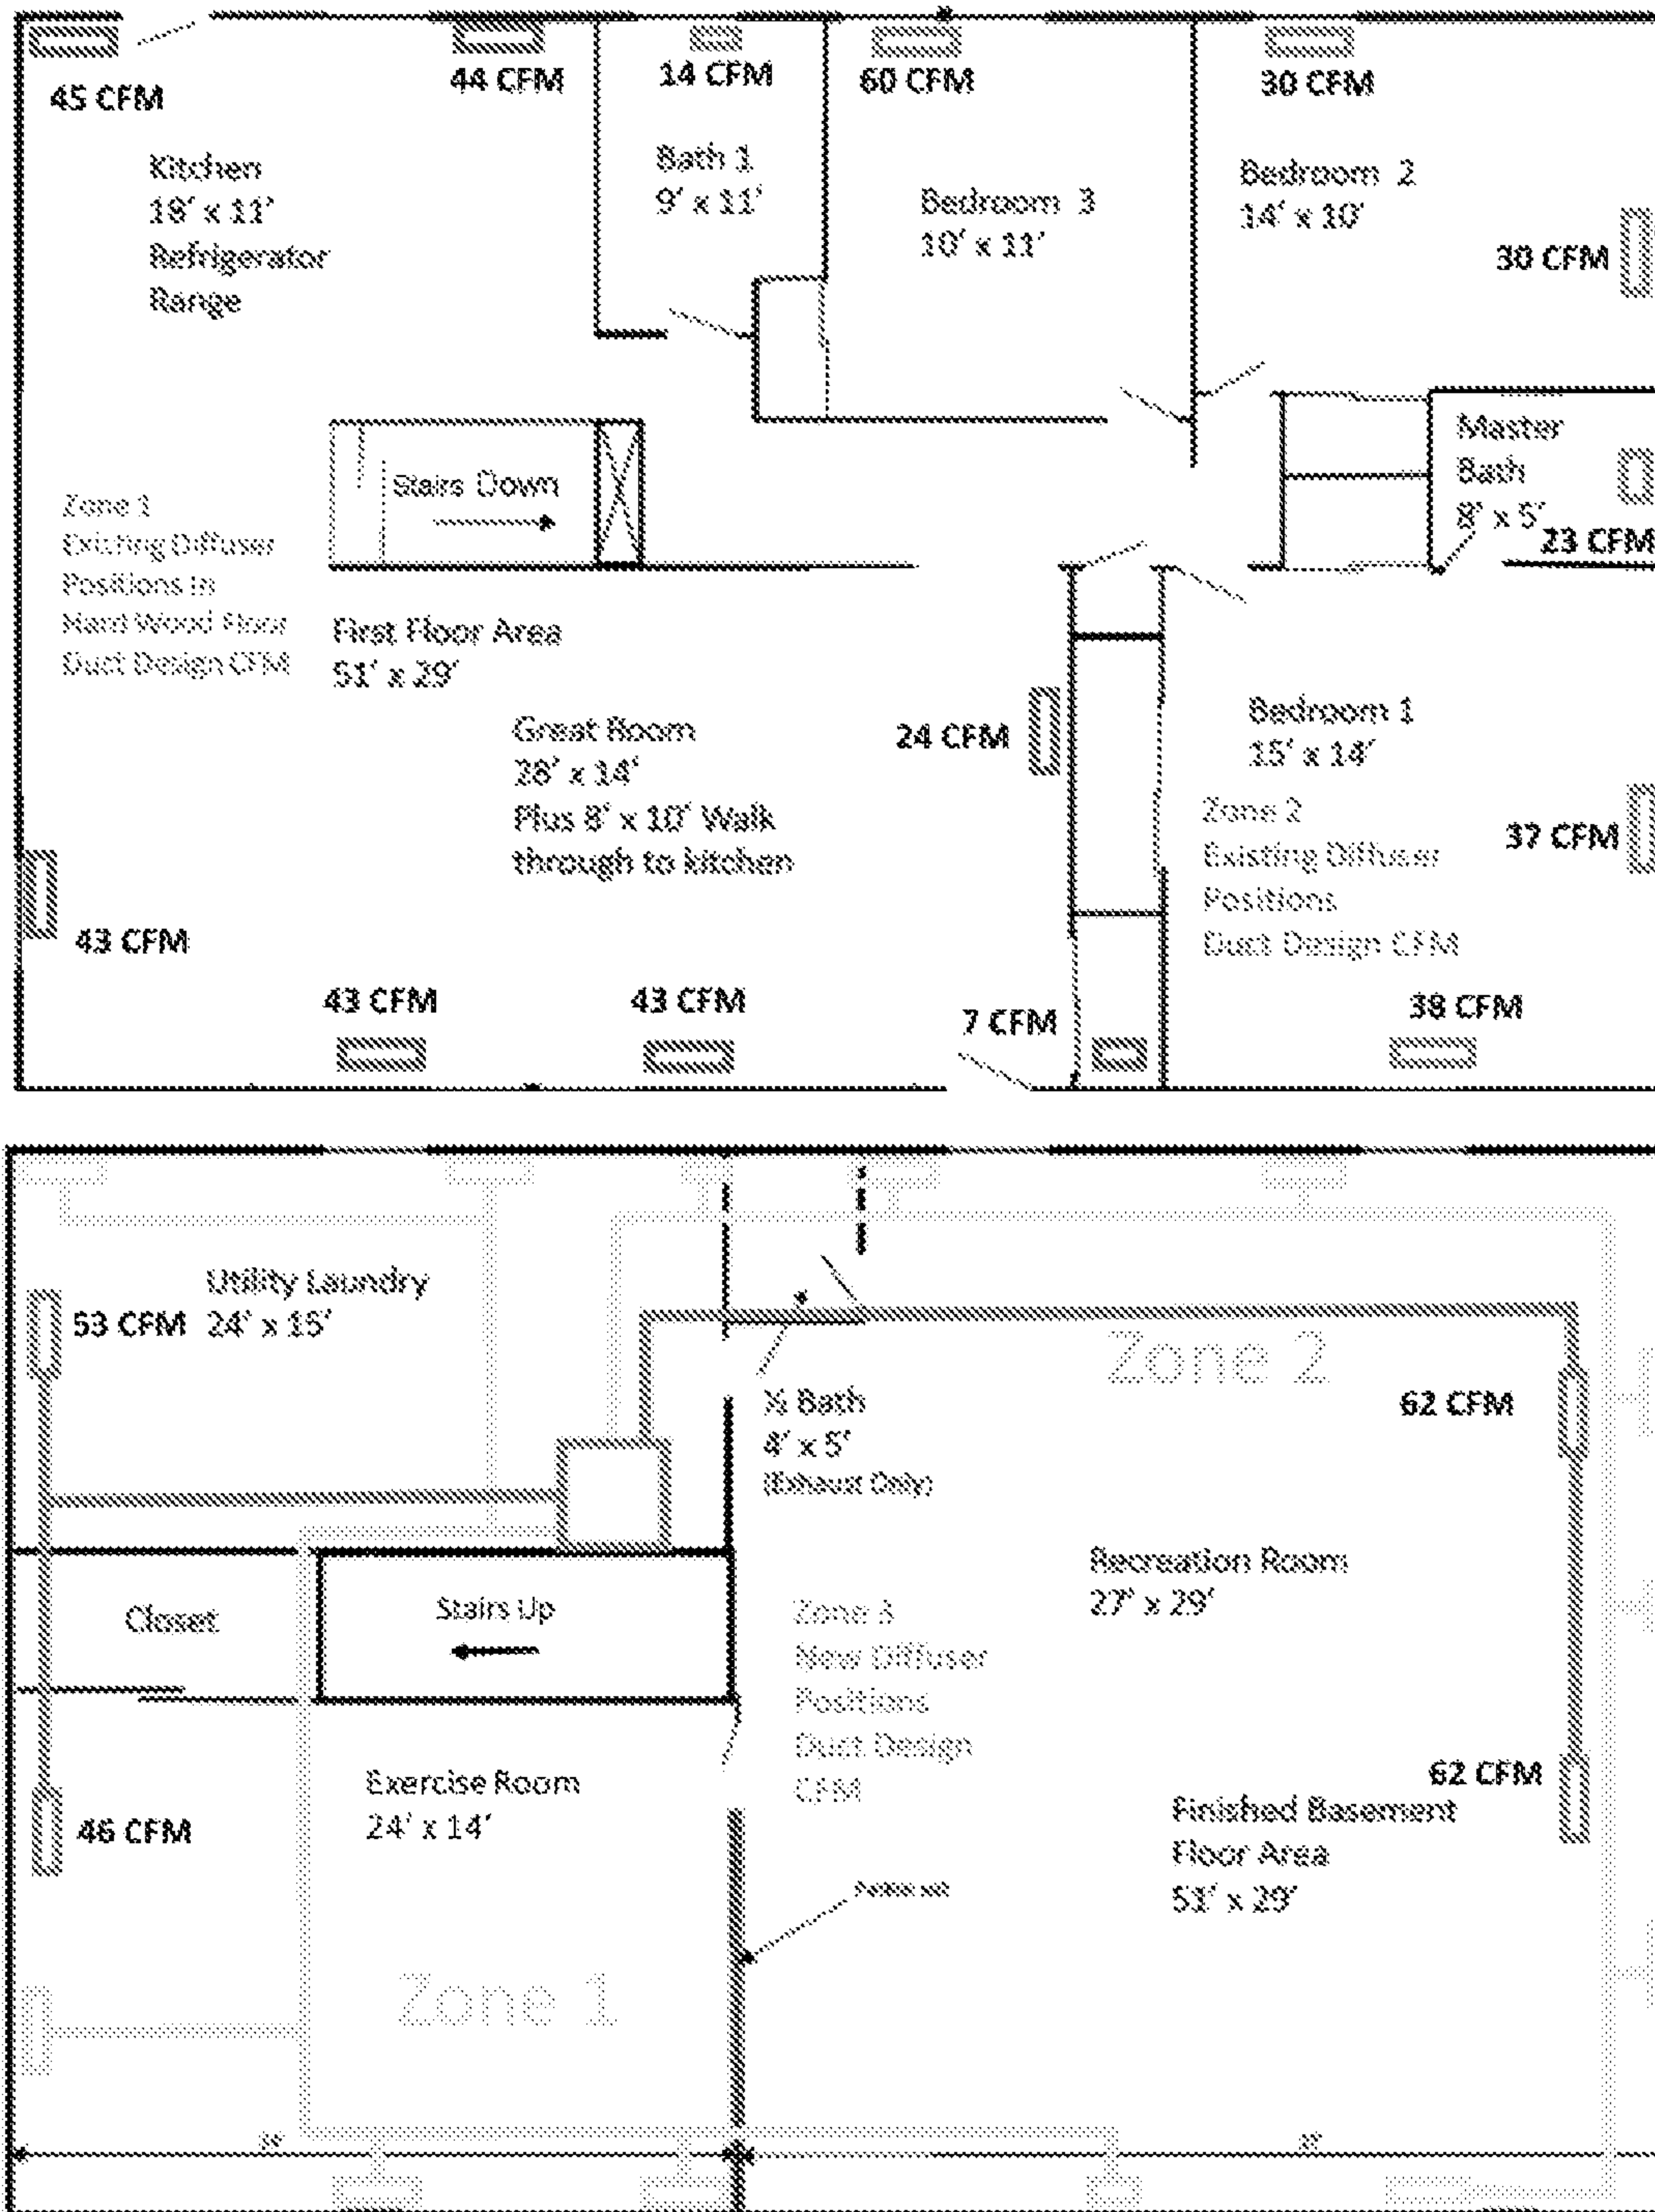 45 CFM
44 CFM
14 CFM
60 CFM
30 CFM
Kitchen
18' x 11'
Refrigerator
Range
Bath 1
9' x 11'
Bedroom 3
10' x 11'
Bedroom 2
14' x 10'
30 CFM
Stairs Down
Master
Bath
8' x 5'
23 CFM
Zone 1
Existing Diffuser
Positions in
Hard Wood Floor
Duct Design CFM
First Floor Area
51' x 29'
Great Room
28' x 14'
Plus 8' x 10' Walk
through to kitchen
24 CFM
Bedroom 1
15' x 14'
Zone 2
Existing Diffuser
Positions
Duct Design CFM
37 CFM
43 CFM
43 CFM
43 CFM
7 CFM
38 CFM
Utility Laundry
24' x 15'
53 CFM
Zone 2
62 CFM
½ Bath
4' x 5'
(Exhaust Only)
Recreation Room
27' x 29'
Closet
Stairs Up
Zone 3
New Diffuser
Positions
Duct Design
CFM
Exercise Room
24' x 14'
46 CFM
62 CFM
Finished Basement
Floor Area
51' x 29'
Zone 1